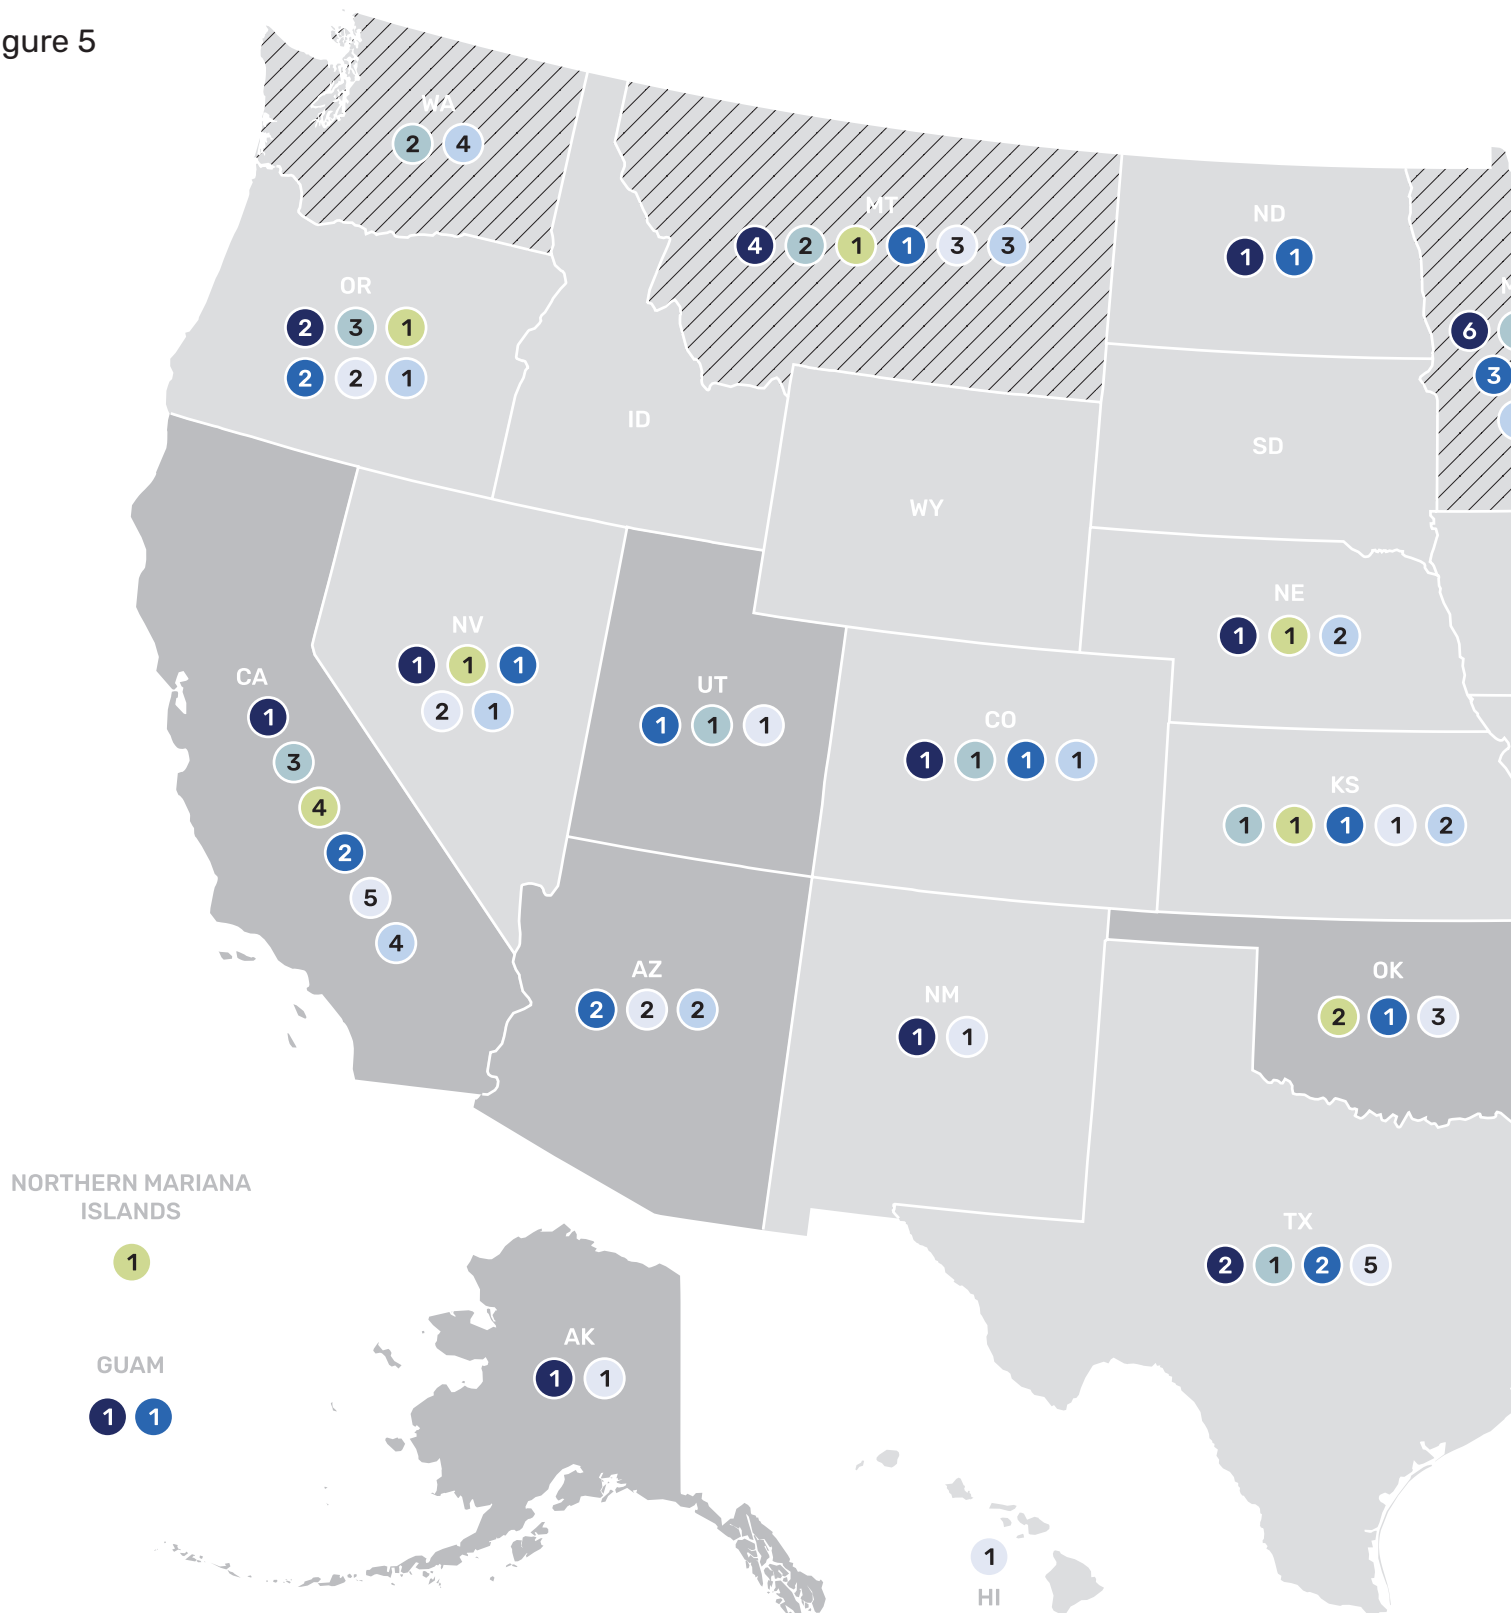 gure 5
WA
2 4
MT
4 2 1 1 3 3
ND
1 1
OR
2 3 1
2 2 1
6
3
ID
SD
WY
NE
1 1 2
NV
1 1 1
2 1
CA
1
3
4
2
5
4
UT
1 1 1
CO
1 1 1 1
KS
1 1 1 1 2
AZ
2 2 2
NM
1 1
OK
2 1 3
NORTHERN MARIANA
ISLANDS
1
TX
2 1 2 5
AK
1 1
GUAM
1 1
1
HI